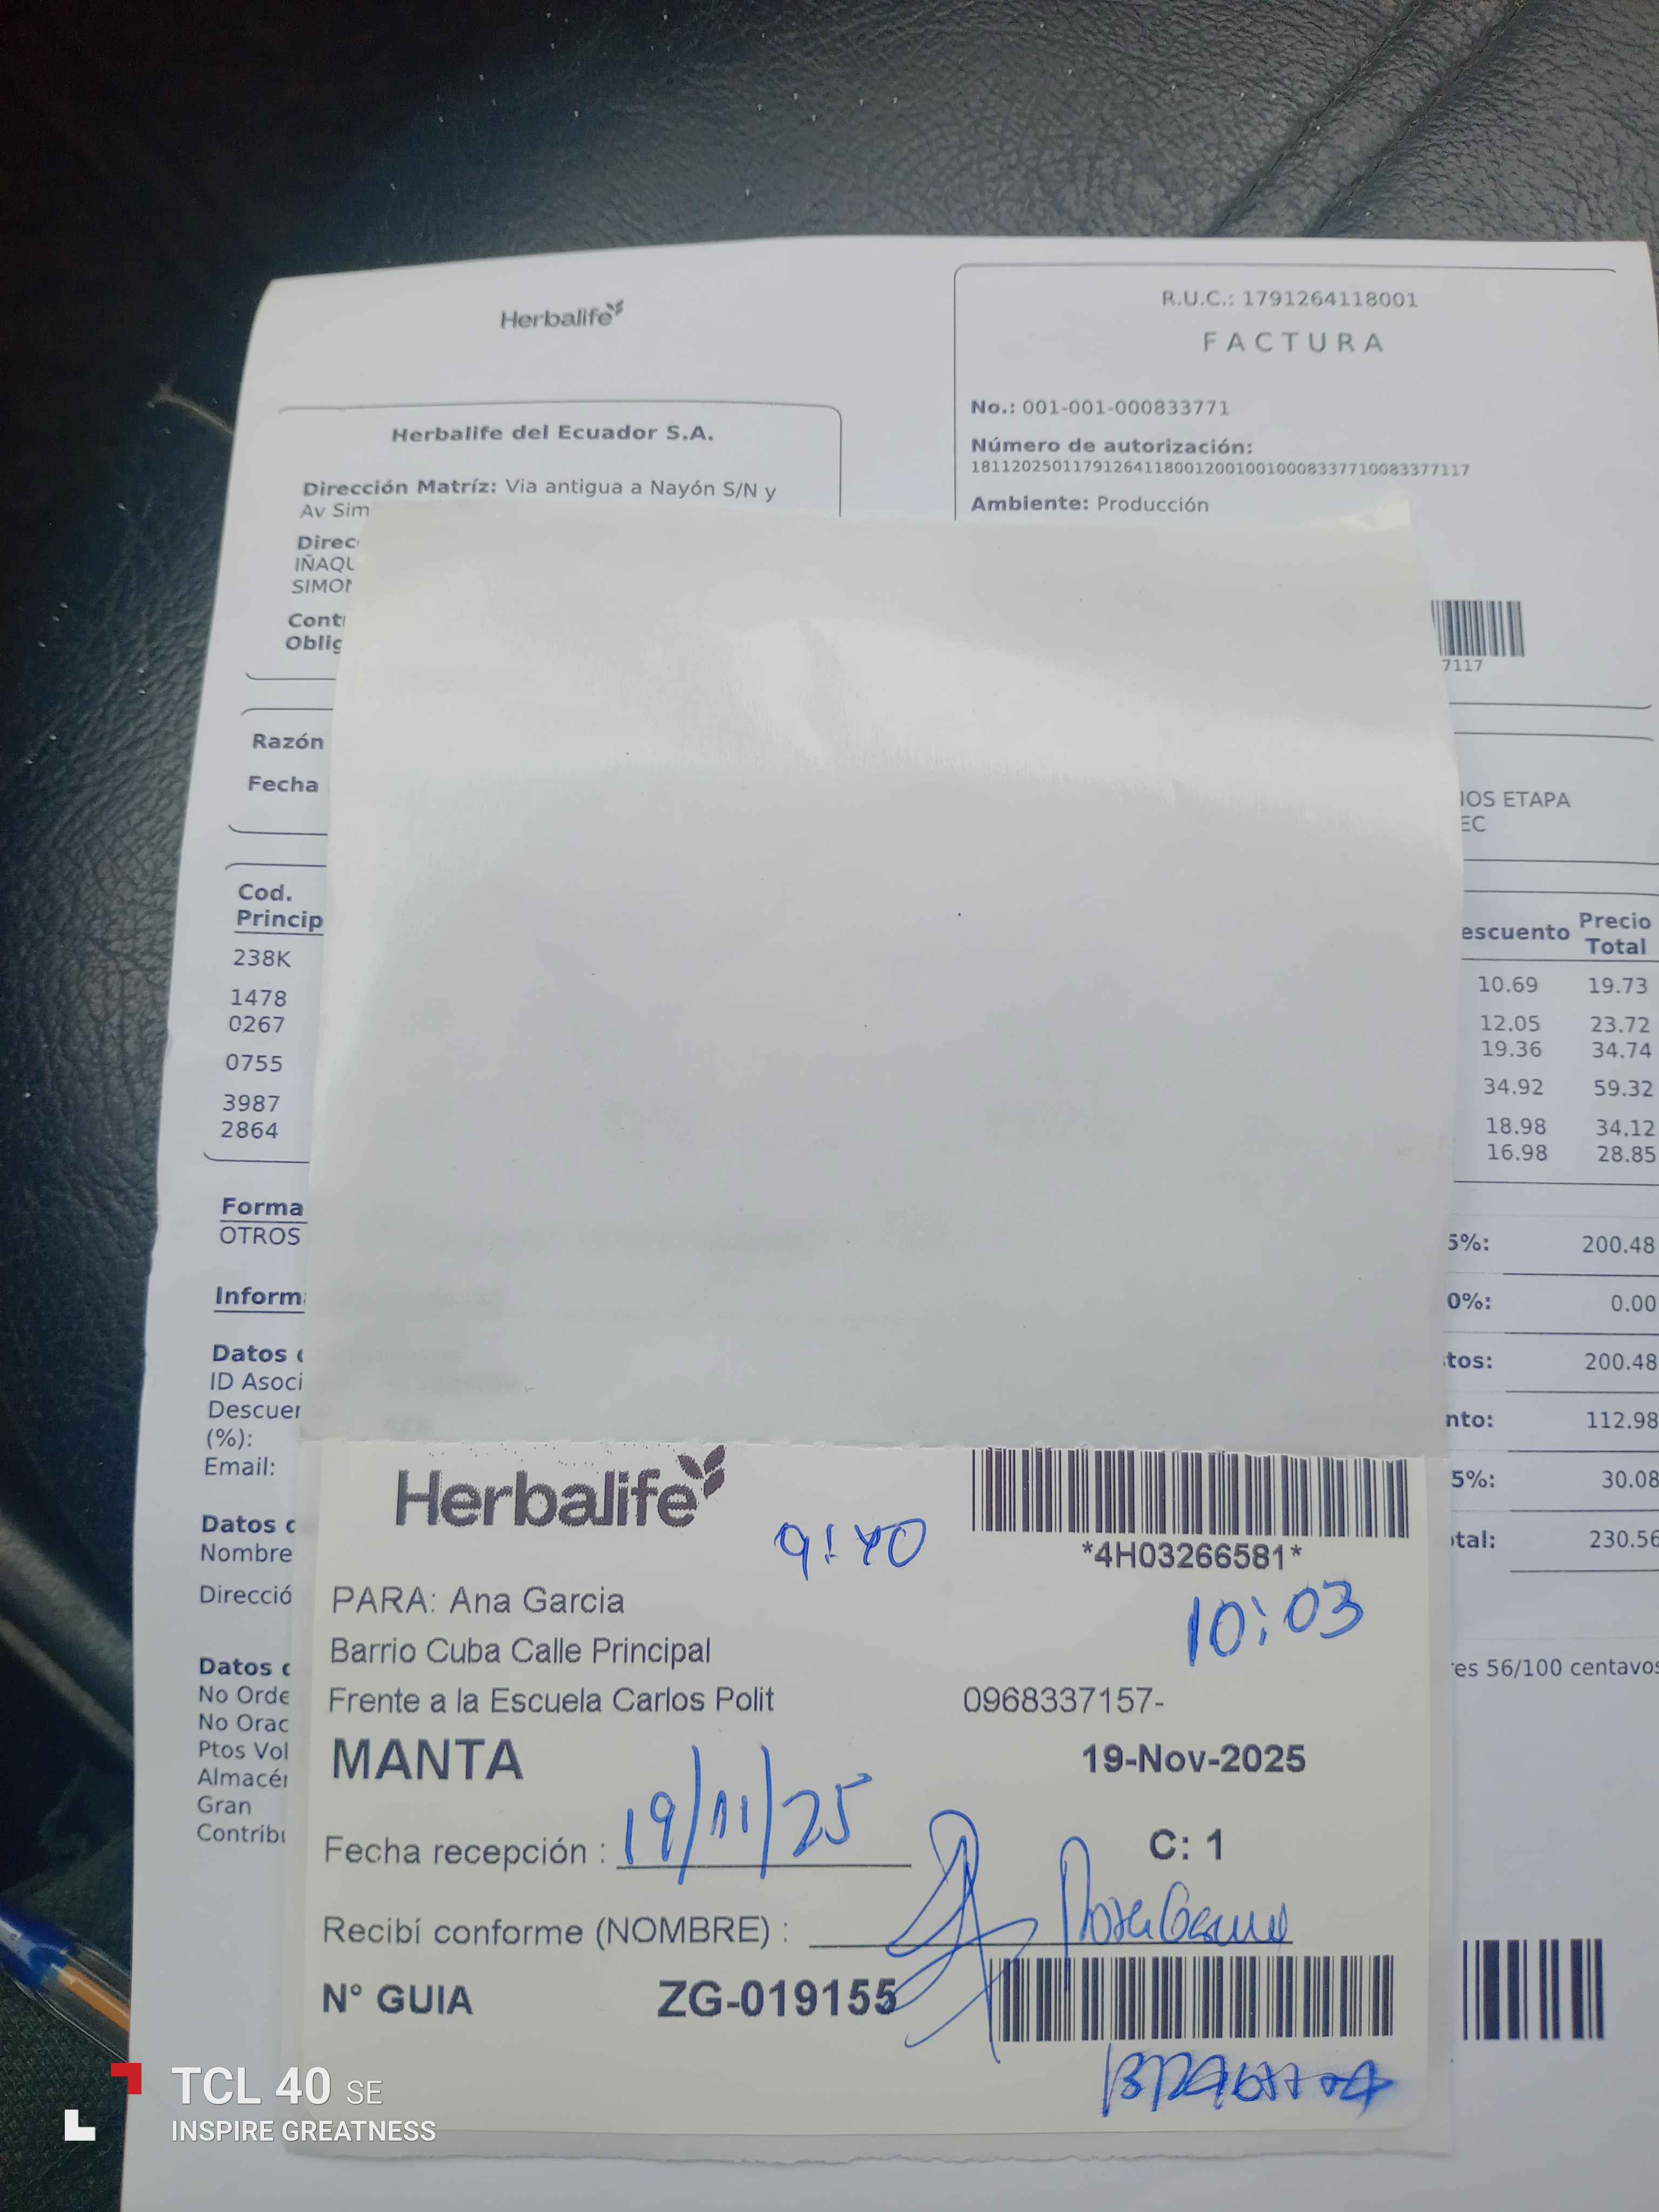 Herbalife
R.U.C.: 1791264118001
FACTURA
No.: 001-001-000833771
Número de autorización:
1811202501179126411800120010010008337710083377117
Ambiente: Producción
7117
Herbalife del Ecuador S.A.
Dirección Matríz: Via antigua a Nayón S/N y
Av Sim
Direc
IÑAQU
SIMON
Cont
Oblig
Razón
Fecha
IOS ETAPA
EC
Cod.
Princip
escuento Precio
Total
238K 10.69 19.73
1478 12.05 23.72
0267 19.36 34.74
0755 34.92 59.32
3987 18.98 34.12
2864 16.98 28.85
Forma
OTROS
5%: 200.48
0%: 0.00
tos: 200.48
nto: 112.98
5%: 30.08
tal: 230.56
es 56/100 centavos
Inform
Datos
ID Asoci
Descuen
(%):
Email:
Datos
Nombre
Direcció
Datos
No Orde
No Orac
Ptos Vol
Almacén
Gran
Contribu
Herbalife
9:40
*4H03266581*
10:03
PARA: Ana Garcia
Barrio Cuba Calle Principal
Frente a la Escuela Carlos Polit 0968337157-
MANTA 19-Nov-2025
Fecha recepción : 19/11/25
C: 1
Recibí conforme (NOMBRE) :
N° GUIA ZG-019155
TCL 40 SE
INSPIRE GREATNESS